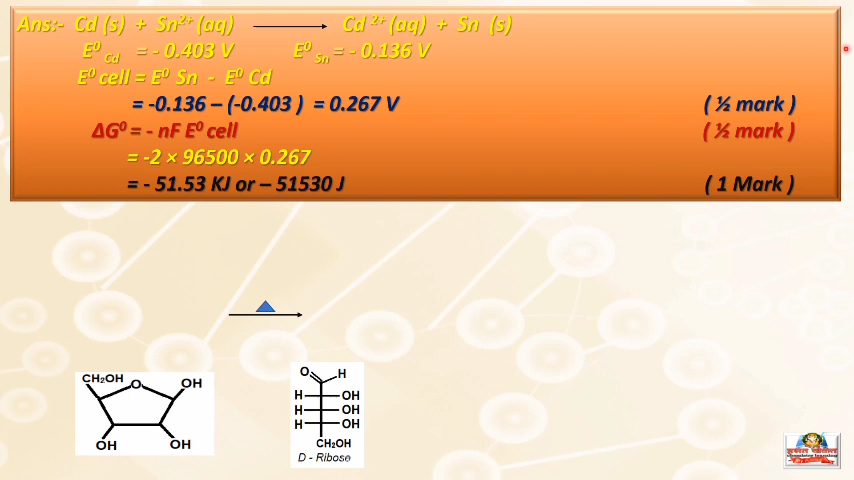 Ans:- Cd (s) + Sn²⁺ (aq) ⟶ Cd ²⁺ (aq) + Sn (s)
E⁰ Cd = - 0.403 V E⁰ Sn = - 0.136 V
E⁰ cell = E⁰ Sn - E⁰ Cd
= -0.136 – (-0.403 ) = 0.267 V ( ½ mark )
ΔG⁰ = - nF E⁰ cell ( ½ mark )
= -2 × 96500 × 0.267
= - 51.53 KJ or – 51530 J ( 1 Mark )
CH₂OH O OH
OH OH
O H
H OH
H OH
H OH
CH₂OH
D - Ribose